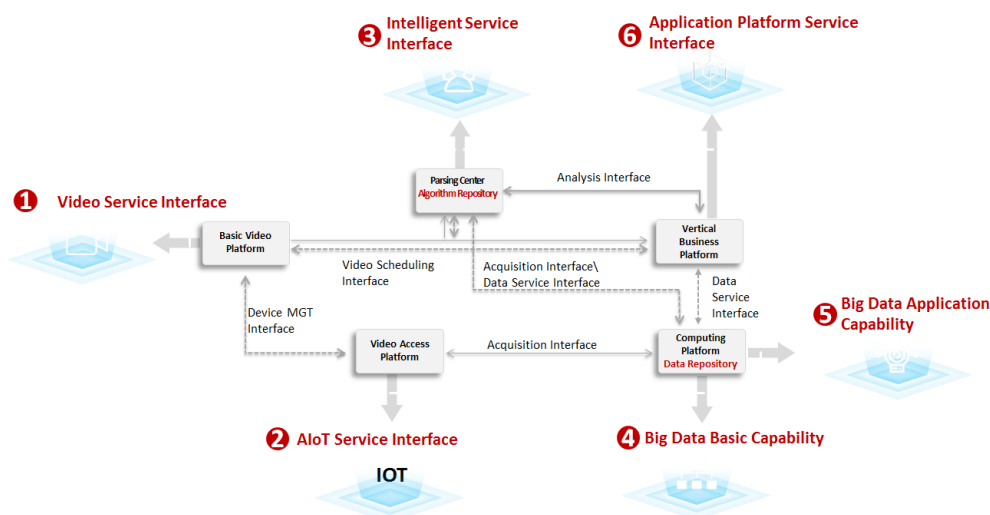 3 Intelligent Service
Interface
6 Application Platform Service
Interface
Parsing Center
Algorithm Repository
Analysis Interface
1 Video Service Interface
Basic Video
Platform
Vertical
Business
Platform
Video Scheduling
Interface
Acquisition Interface\
Data Service Interface
Data
Service
Interface
Device MGT
Interface
5 Big Data Application
Capability
Video Access
Platform
Acquisition Interface
Computing
Platform
Data Repository
2 AIoT Service Interface
4 Big Data Basic Capability
IOT